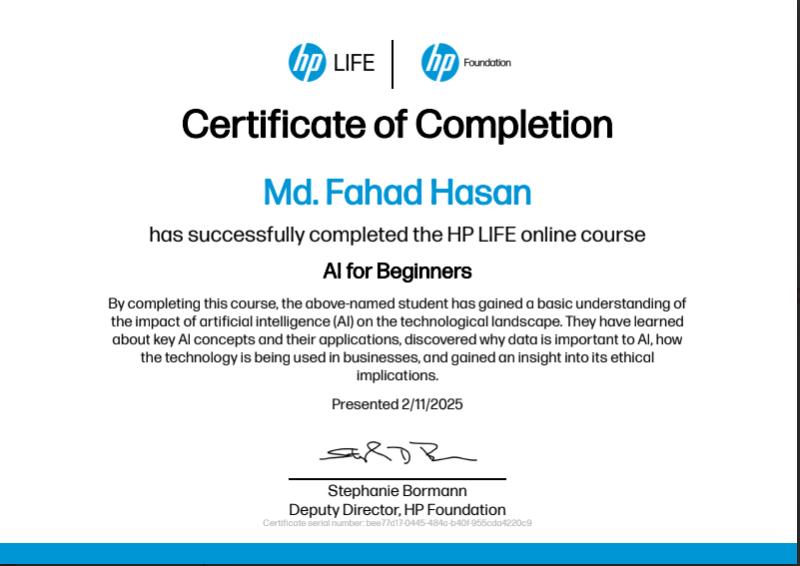 hp LIFE
hp Foundation
Certificate of Completion
Md. Fahad Hasan
has successfully completed the HP LIFE online course
AI for Beginners
By completing this course, the above-named student has gained a basic understanding of
the impact of artificial intelligence (AI) on the technological landscape. They have learned
about key AI concepts and their applications, discovered why data is important to AI, how
the technology is being used in businesses, and gained an insight into its ethical
implications.
Presented 2/11/2025
Stephanie Bormann
Deputy Director, HP Foundation
Certificate serial number: bee77d17-0445-484a-b40f-955cda4220c9